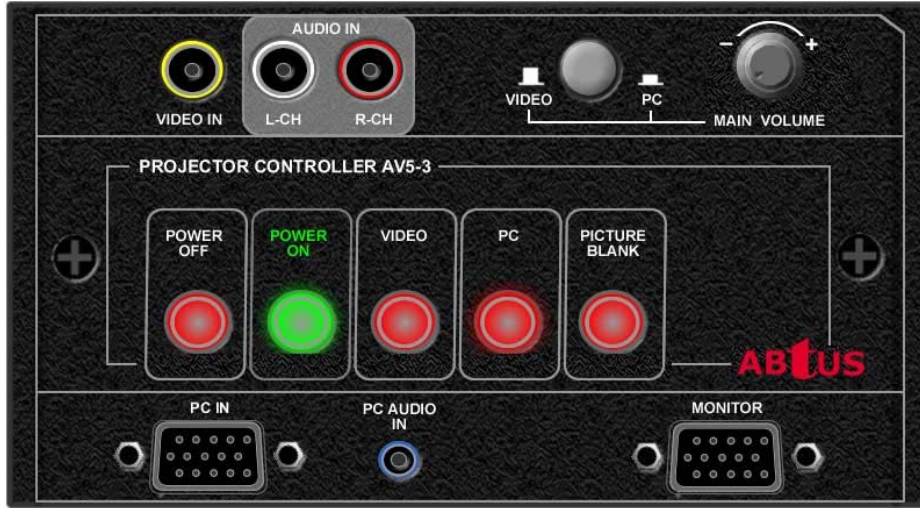 AUDIO IN
VIDEO IN
L-CH
R-CH
VIDEO
PC
− +
MAIN VOLUME
PROJECTOR CONTROLLER AV5-3
POWER
OFF
POWER
ON
VIDEO
PC
PICTURE
BLANK
ABtUS
PC IN
PC AUDIO
IN
MONITOR